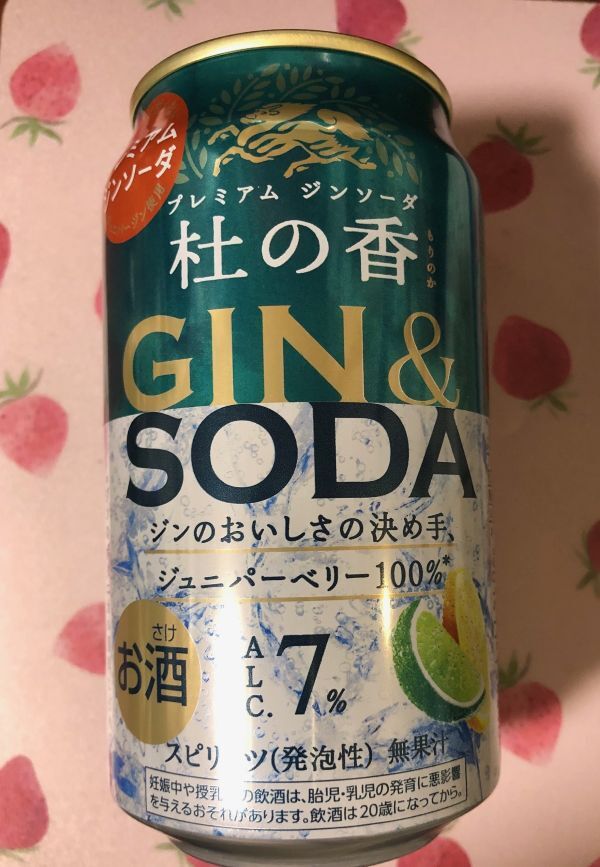 KIRIN
ミアム
ジンソーダ
ジン使用
プレミアム ジンソーダ
杜の香
もりのか
GIN &
SODA
ジンのおいしさの決め手、
ジュニパーベリー100%*
さけ
お酒
ALC.
7%
スピリッツ(発泡性) 無果汁
妊娠中や授乳の飲酒は、胎児・乳児の発育に悪影響
を与えるおそれがあります。飲酒は20歳になってから。